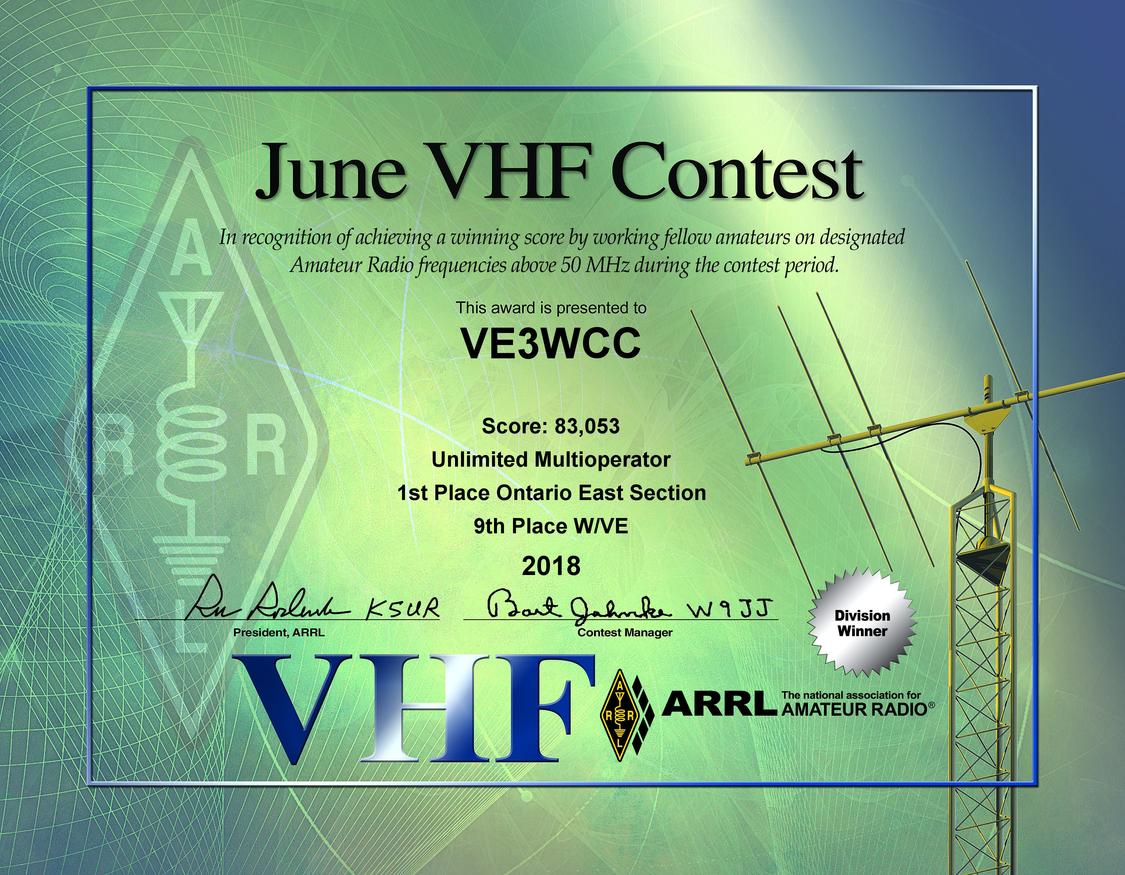 June VHF Contest
In recognition of achieving a winning score by working fellow amateurs on designated
Amateur Radio frequencies above 50 MHz during the contest period.
This award is presented to
VE3WCC
Score: 83,053
Unlimited Multioperator
1st Place Ontario East Section
9th Place W/VE
2018
K5UR
Bart Jahnke W9JJ
President, ARRL
Contest Manager
Division
Winner
VHF
ARRL
The national association for
AMATEUR RADIO®
A
R R
L
A
R R
L